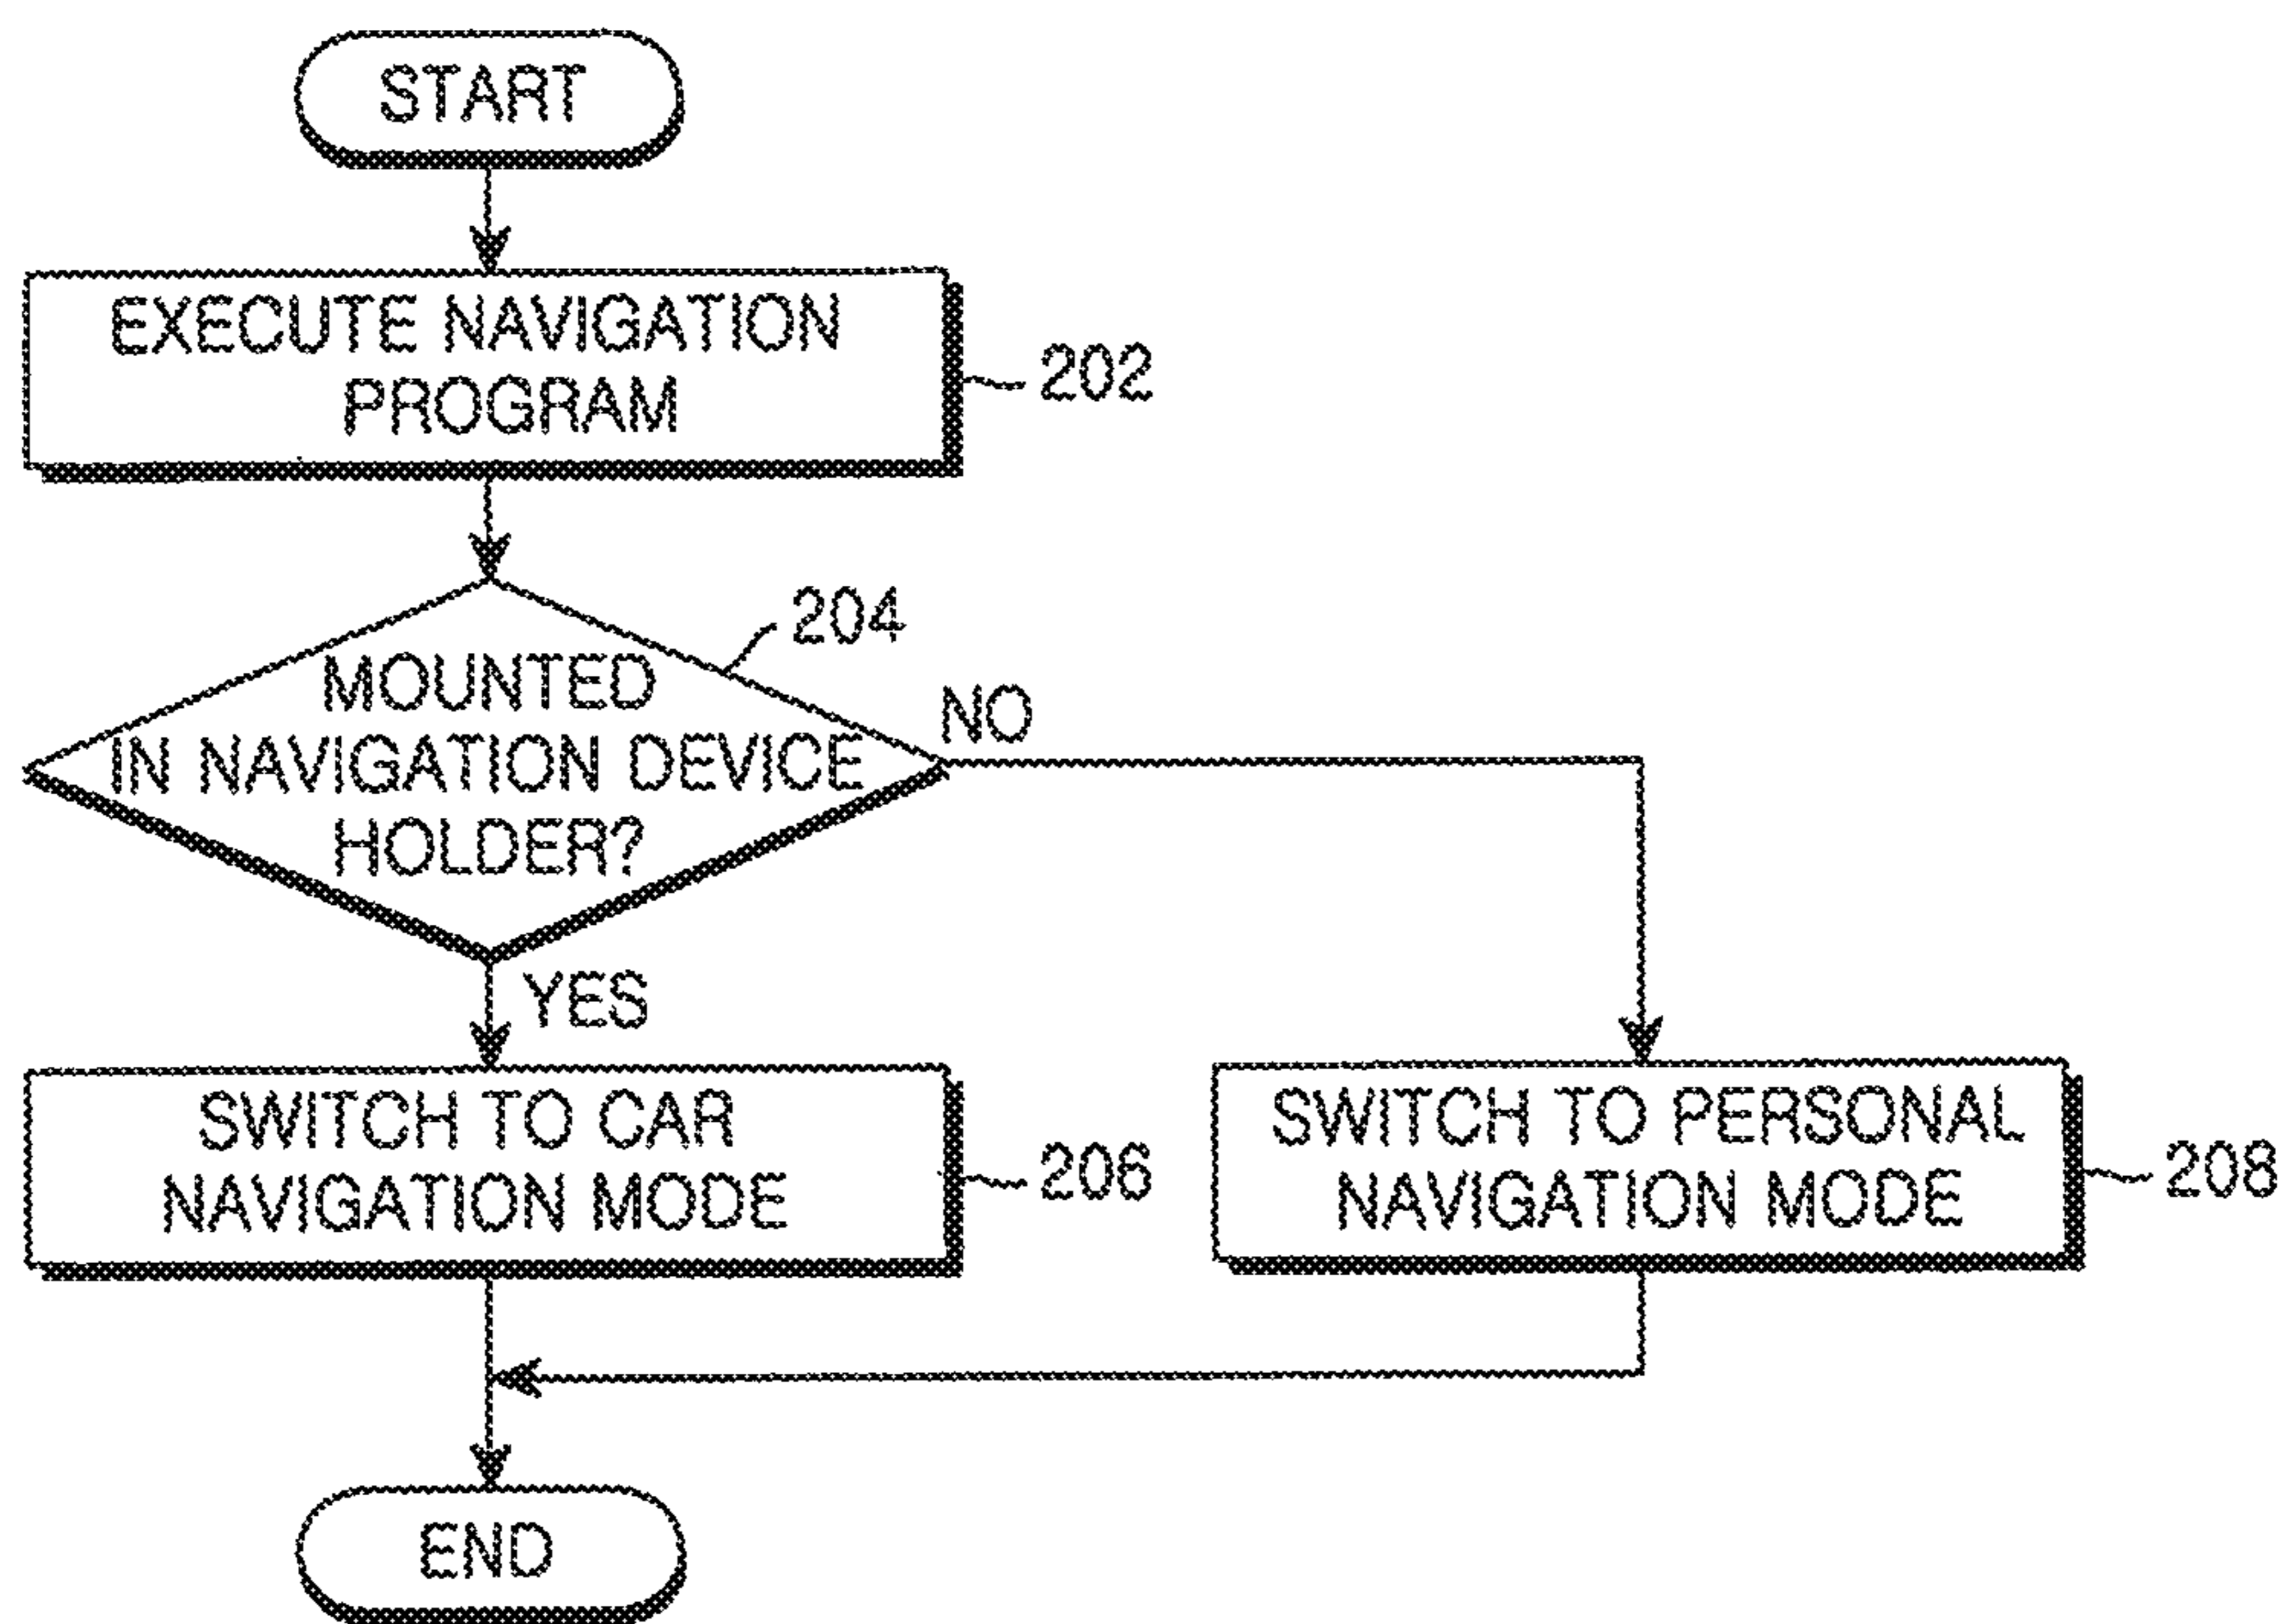 START
EXECUTE NAVIGATION
PROGRAM
202
204
MOUNTED
IN NAVIGATION DEVICE
HOLDER?
NO
YES
SWITCH TO CAR
NAVIGATION MODE
206
SWITCH TO PERSONAL
NAVIGATION MODE
208
END